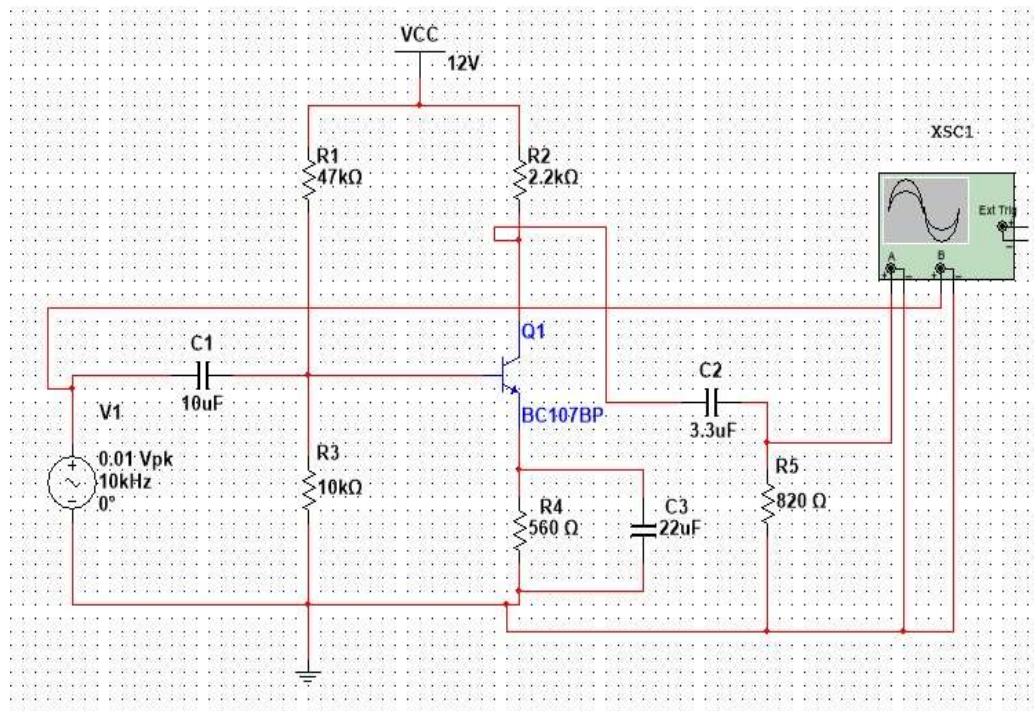 VCC
12V
R1
47kΩ
R2
2.2kΩ
XSC1
Ext Trig
+
–
A
B
+
–
+
–
Q1
BC107BP
C1
10uF
C2
3.3uF
V1
+
–
0.01 Vpk
10kHz
0°
R3
10kΩ
R5
820 Ω
R4
560 Ω
C3
22uF